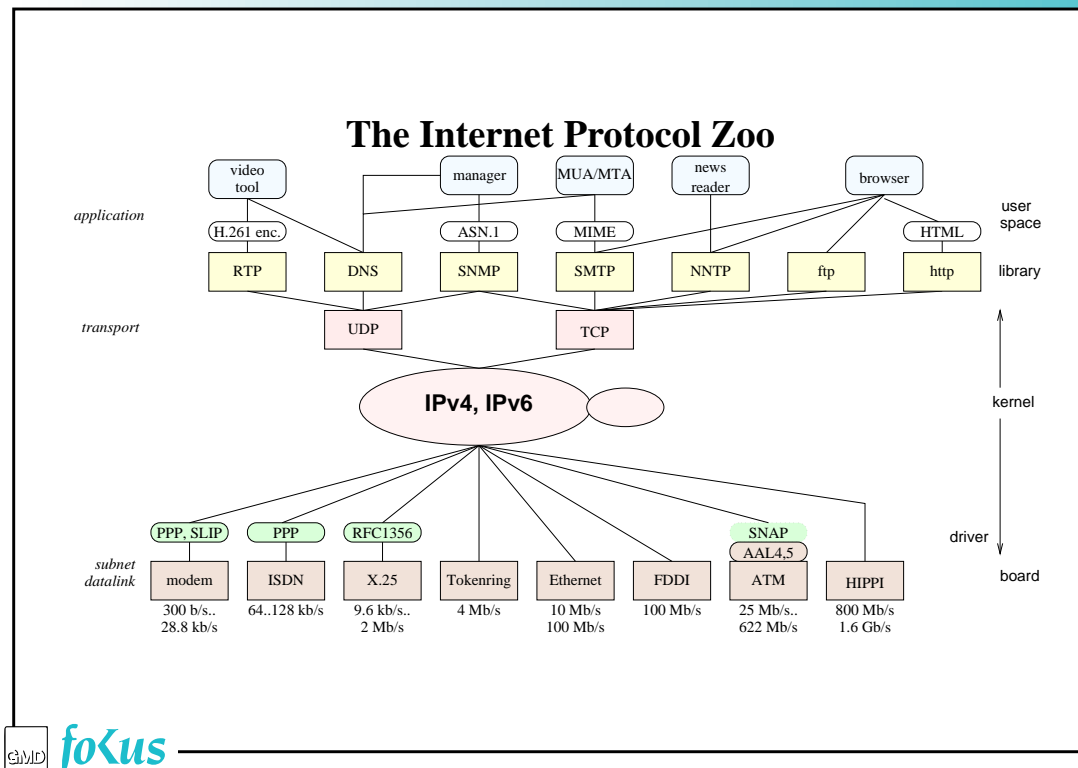 The Internet Protocol Zoo
video
tool
manager
MUA/MTA
news
reader
browser
application
user
space
H.261 enc.
ASN.1
MIME
HTML
RTP
DNS
SNMP
SMTP
NNTP
ftp
http
library
transport
UDP
TCP
IPv4, IPv6
kernel
PPP, SLIP
PPP
RFC1356
SNAP
driver
AAL4,5
subnet
datalink
modem
ISDN
X.25
Tokenring
Ethernet
FDDI
ATM
HIPPI
board
300 b/s..
28.8 kb/s
64..128 kb/s
9.6 kb/s..
2 Mb/s
4 Mb/s
10 Mb/s
100 Mb/s
100 Mb/s
25 Mb/s..
622 Mb/s
800 Mb/s
1.6 Gb/s
GMD
fokus